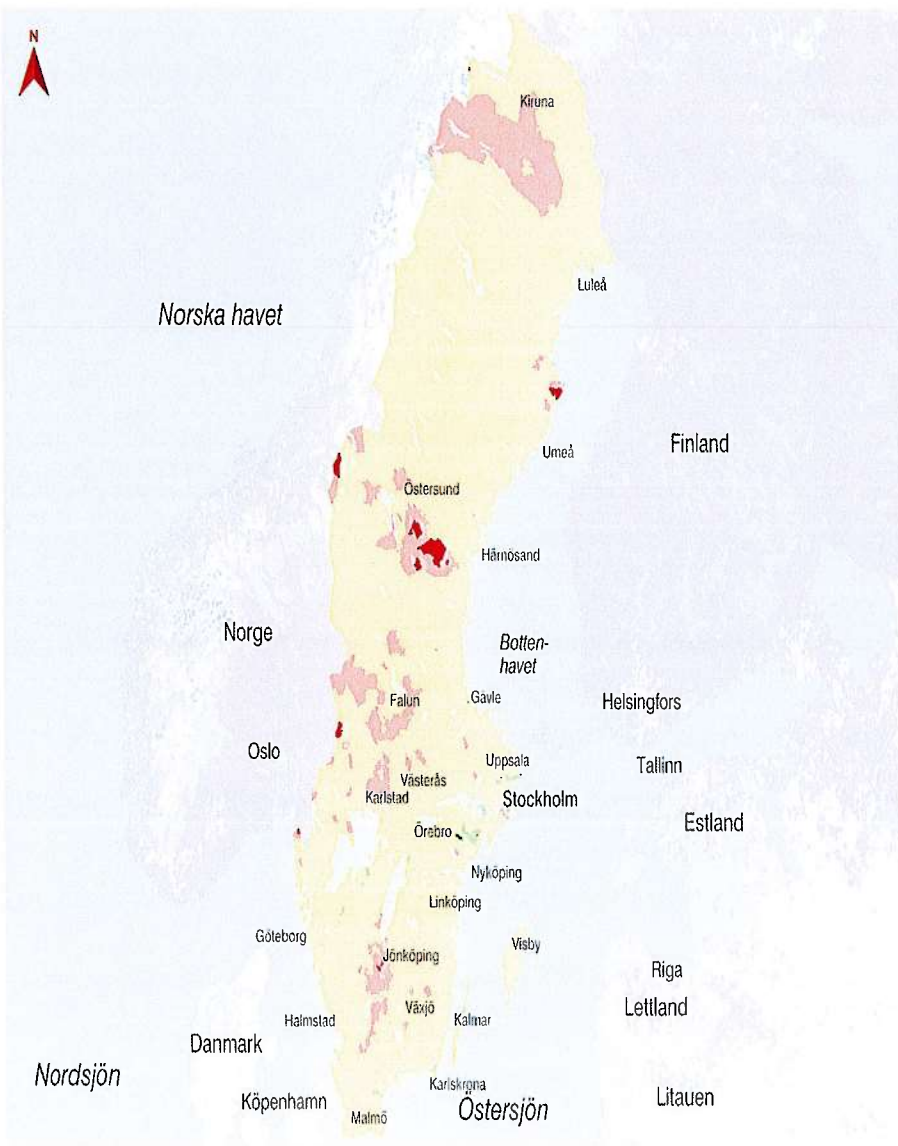 N
Kiruna
Luleå
Norska havet
Umeå
Finland
Östersund
Härnösand
Norge
Botten-
havet
Falun
Gävle
Helsingfors
Oslo
Uppsala
Tallinn
Västerås
Karlstad
Stockholm
Örebro
Estland
Nyköping
Linköping
Göteborg
Visby
Jönköping
Riga
Växjö
Lettland
Halmstad
Kalmar
Danmark
Nordsjön
Karlskrona
Köpenhamn
Östersjön
Litauen
Malmö